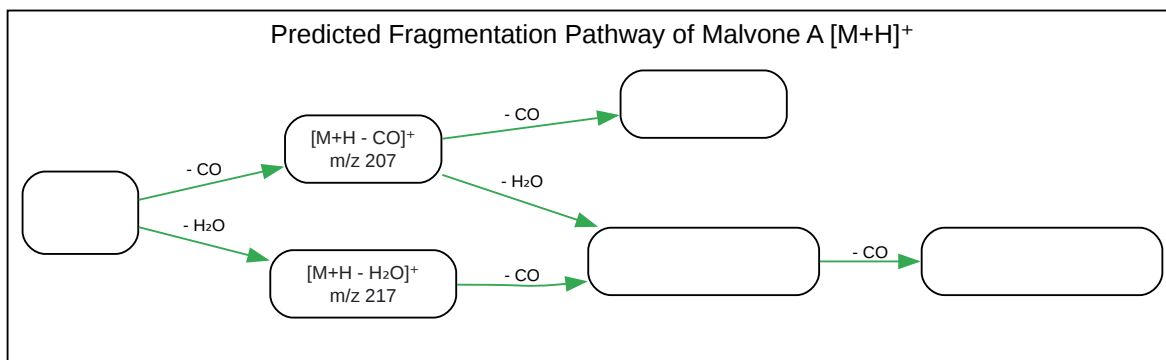 Predicted Fragmentation Pathway of Malvone A [M+H]⁺
- CO
[M+H - CO]⁺
m/z 207
- CO
- H₂O
- H₂O
[M+H - H₂O]⁺
m/z 217
- CO
- CO